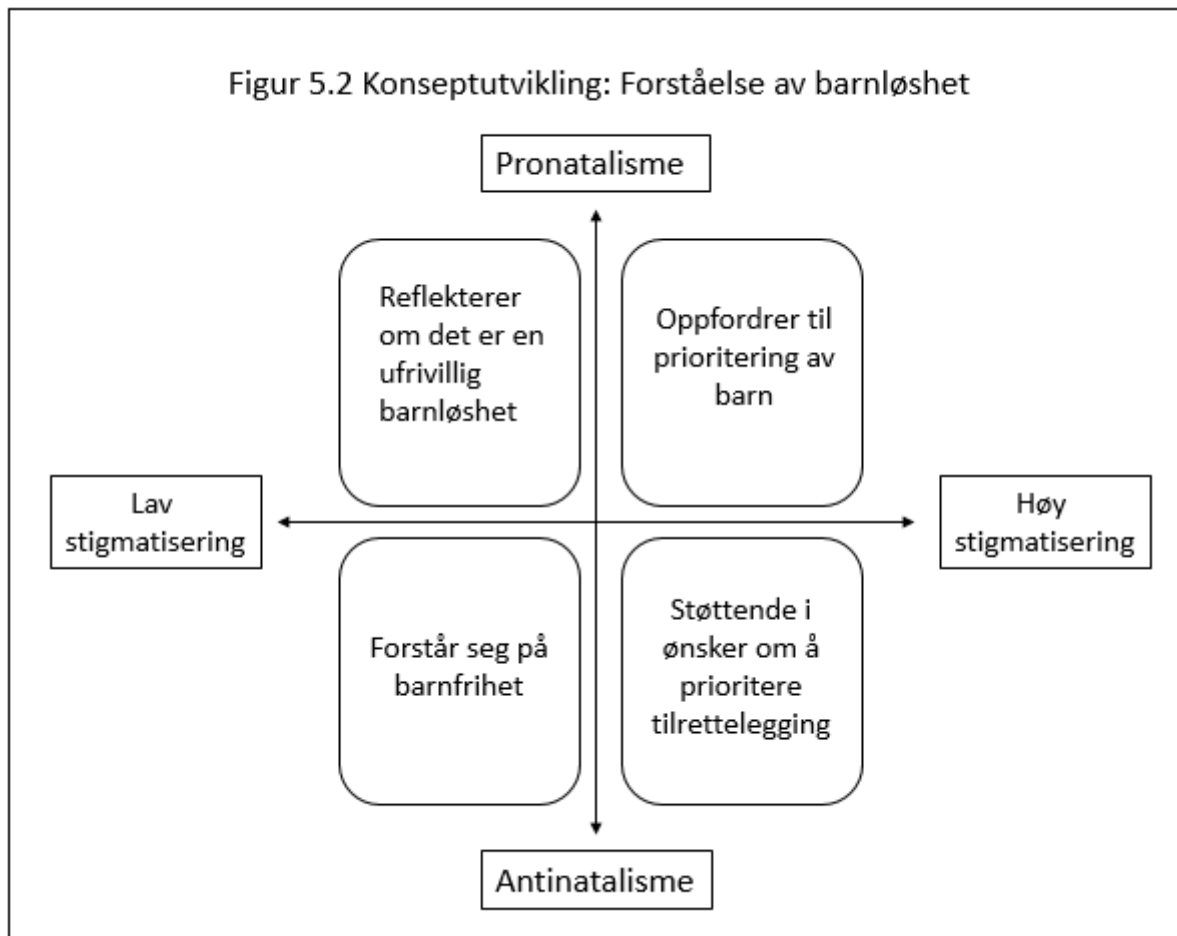 Figur 5.2 Konseptutvikling: Forståelse av barnløshet
Pronatalisme
Reflekterer
om det er en
ufrivillig
barnløshet
Oppfordrer til
prioritering av
barn
Lav
stigmatisering
Høy
stigmatisering
Forstår seg på
barnfrihet
Støttende i
ønsker om å
prioritere
tilrettelegging
Antinatalisme